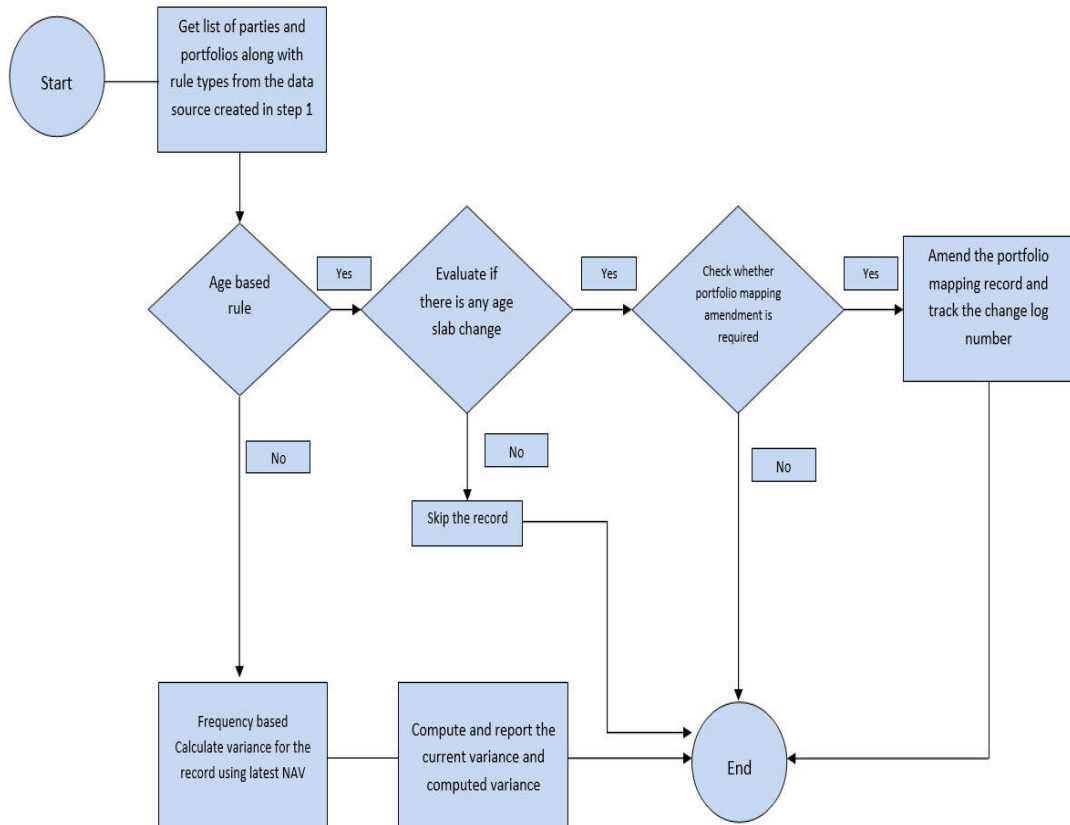 Start
Get list of parties and
portfolios along with
rule types from the data
source created in step 1
Age based
rule
Yes
Evaluate if
there is any age
slab change
Yes
Check whether
portfolio mapping
amendment is
required
Yes
Amend the portfolio
mapping record and
track the change log
number
No
No
No
Skip the record
Frequency based
Calculate variance for the
record using latest NAV
Compute and report the
current variance and
computed variance
End